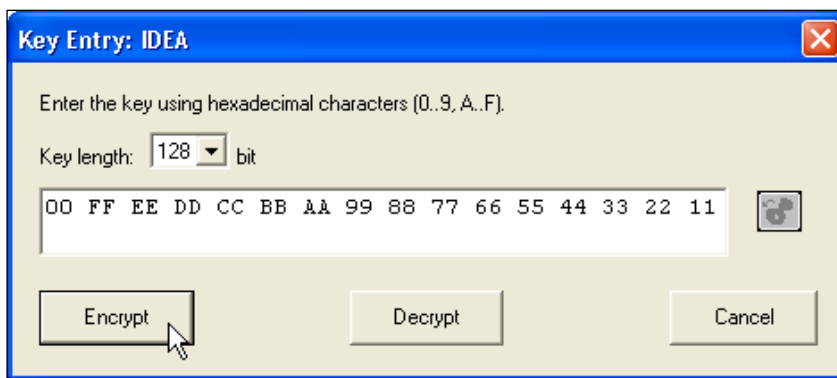 Key Entry: IDEA
Enter the key using hexadecimal characters (0..9, A..F).
Key length: 128 bit
00 FF EE DD CC BB AA 99 88 77 66 55 44 33 22 11
Encrypt Decrypt Cancel